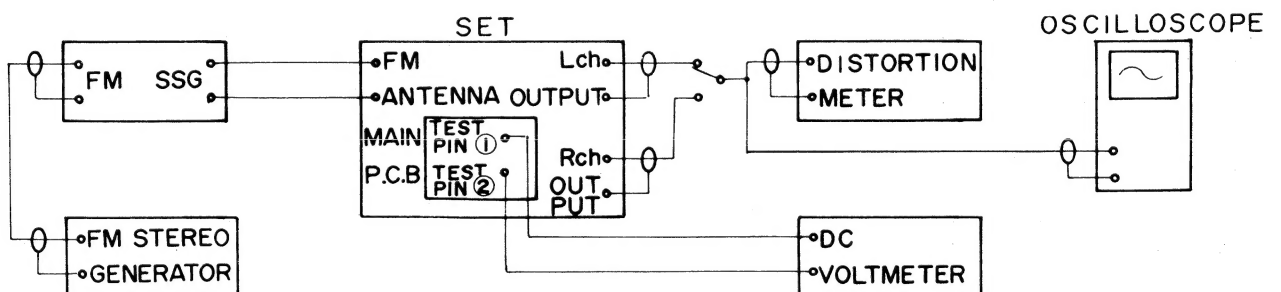 SET
OSCILLOSCOPE
FM SSG
FM
ANTENNA
Lch
OUTPUT
MAIN
P.C.B
TEST
PIN ①
TEST
PIN ②
Rch
OUT
PUT
DISTORTION
METER
FM STEREO
GENERATOR
DC
VOLTMETER